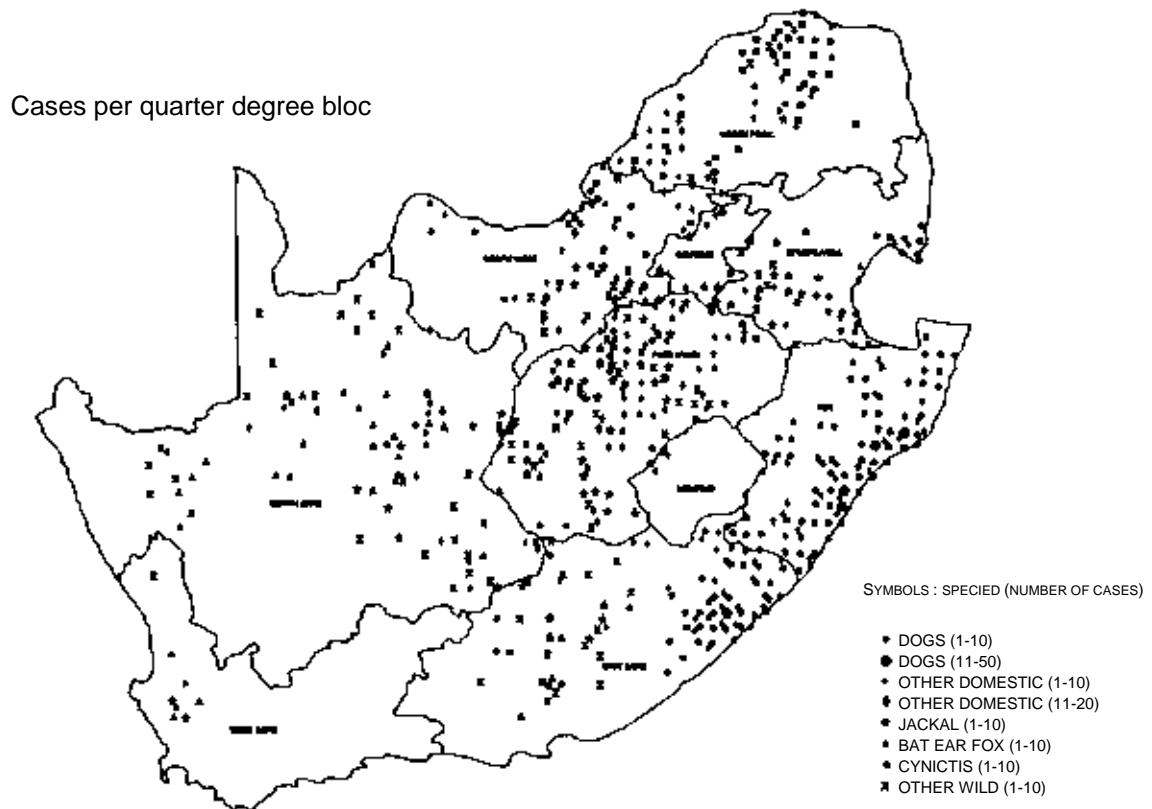 Cases per quarter degree bloc
SYMBOLS : SPECIED (NUMBER OF CASES)
DOGS (1-10)
DOGS (11-50)
OTHER DOMESTIC (1-10)
OTHER DOMESTIC (11-20)
JACKAL (1-10)
BAT EAR FOX (1-10)
CYNICTIS (1-10)
OTHER WILD (1-10)